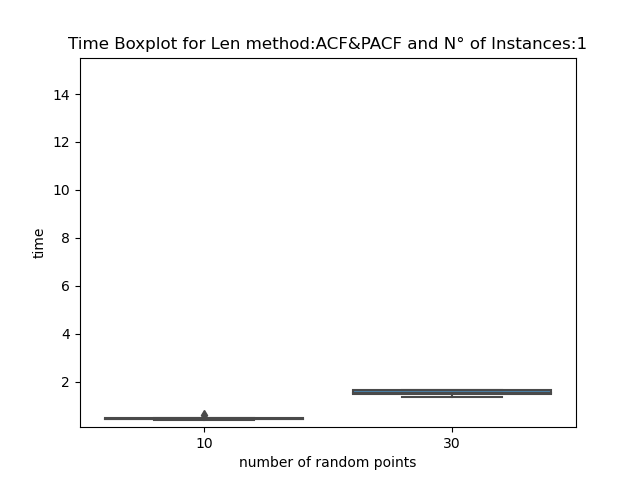 Time Boxplot for Len method:ACF&PACF and N° of Instances:1
14
12
10
8
6
4
2
time
10 30
number of random points